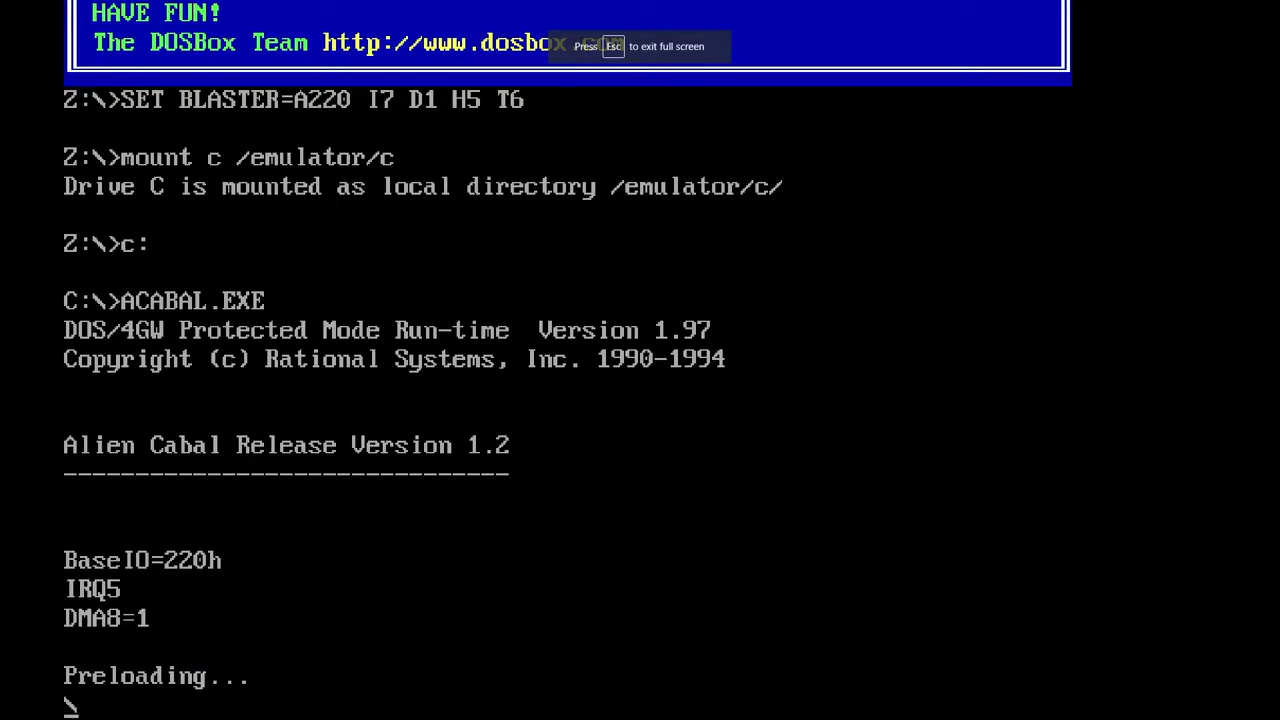 HAVE FUN!
The DOSBox Team http://www.dosbox.com
Press Esc to exit full screen
Z:\>SET BLASTER=A220 I7 D1 H5 T6
Z:\>mount c /emulator/c
Drive C is mounted as local directory /emulator/c/
Z:\>c:
C:\>ACABAL.EXE
DOS/4GW Protected Mode Run-time  Version 1.97
Copyright (c) Rational Systems, Inc. 1990-1994
Alien Cabal Release Version 1.2
-------------------------------
BaseIO=220h
IRQ5
DMA8=1
Preloading...
\